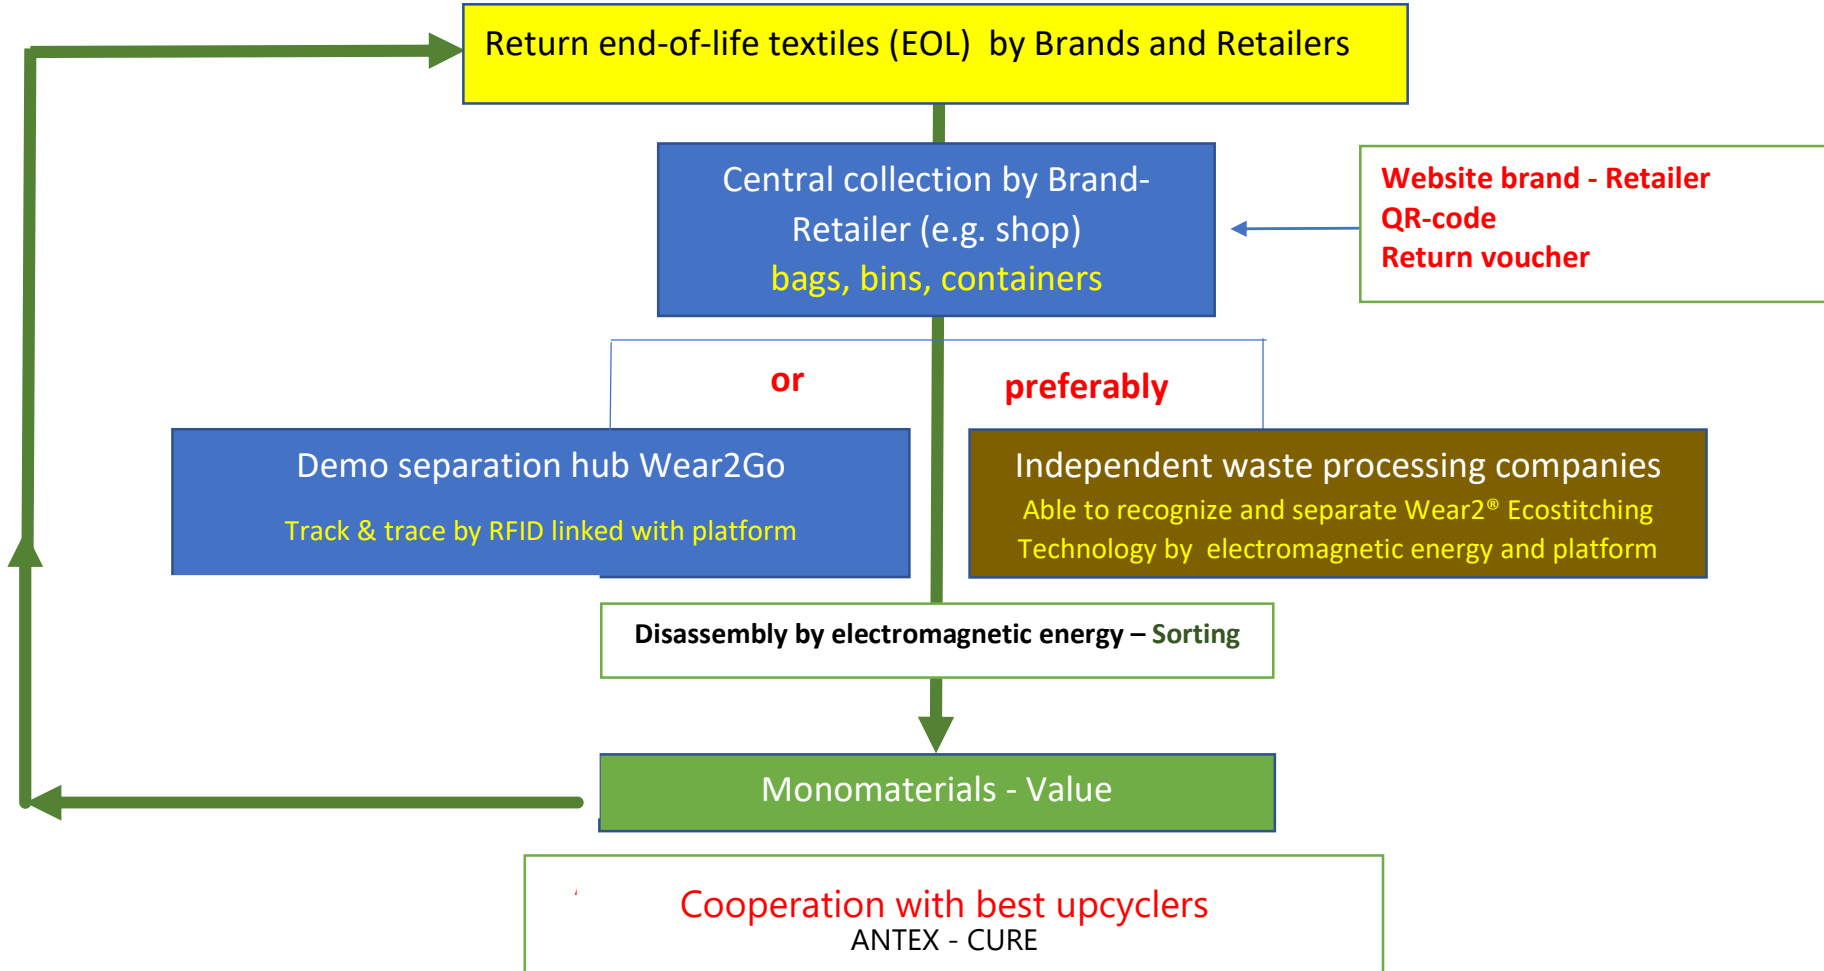 Return end-of-life textiles (EOL) by Brands and Retailers
Central collection by Brand-
Retailer (e.g. shop)
bags, bins, containers
Website brand - Retailer
QR-code
Return voucher
or
preferably
Demo separation hub Wear2Go
Track & trace by RFID linked with platform
Independent waste processing companies
Able to recognize and separate Wear2® Ecostitching
Technology by electromagnetic energy and platform
Disassembly by electromagnetic energy – Sorting
Monomaterials - Value
Cooperation with best upcyclers
ANTEX - CURE